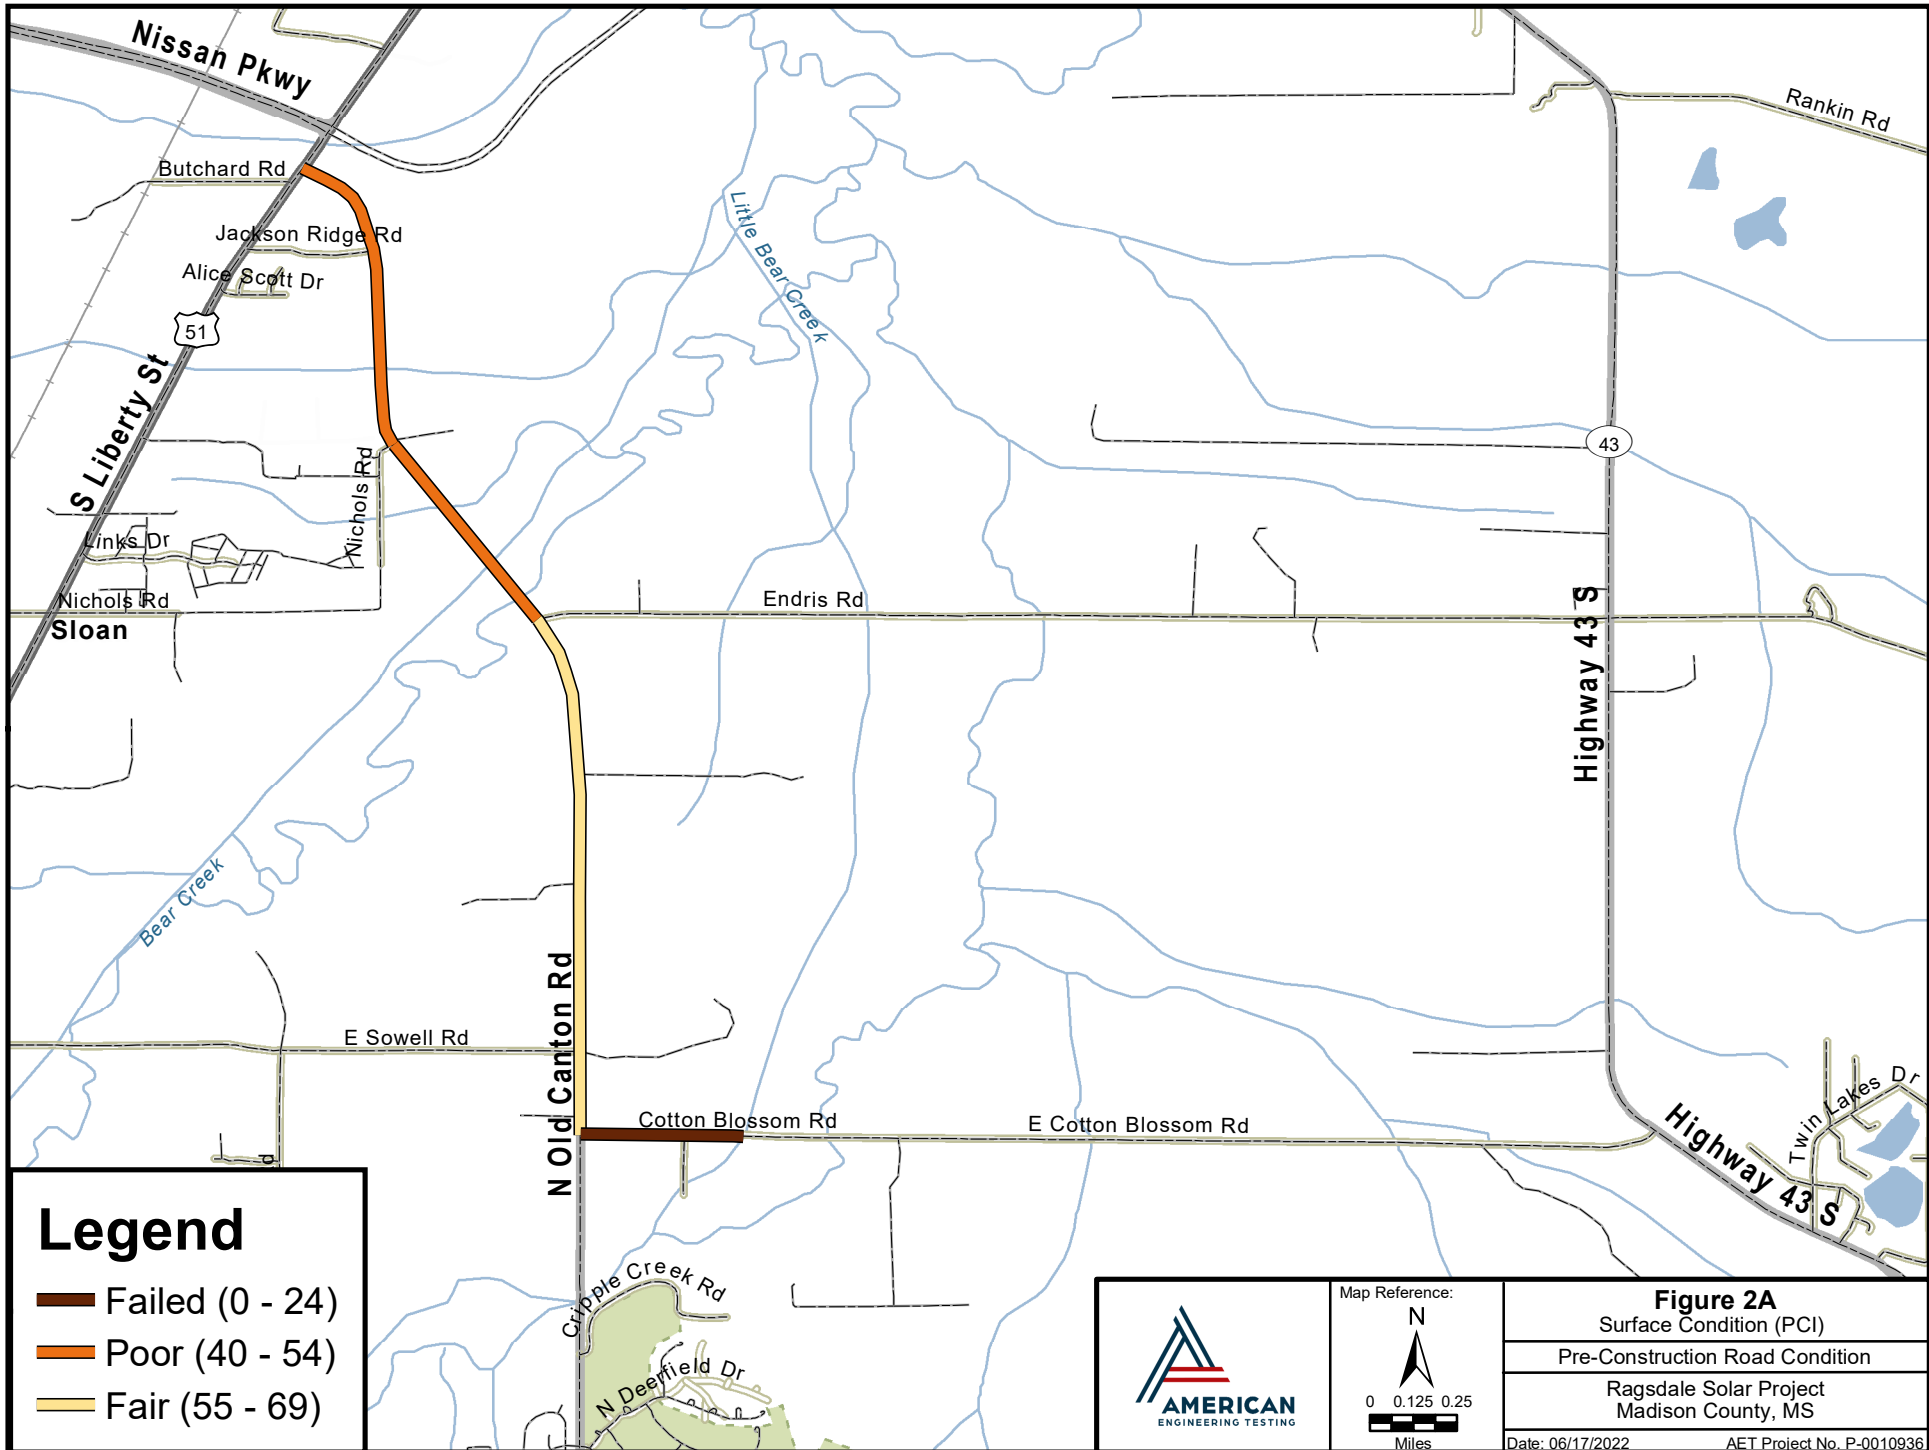 Nissan Pkwy
Rankin Rd
Butchard Rd
Jackson Ridge Rd
Alice Scott Dr
51
Little Bear Creek
S Liberty St
43
Nichols Rd
Links Dr
Nichols Rd
Sloan
Endris Rd
Highway 43 S
Bear Creek
N Old Canton Rd
E Sowell Rd
Cotton Blossom Rd
E Cotton Blossom Rd
Twin Lakes Dr
Highway 43 S
d
Cripple Creek Rd
N Deerfield Dr
Legend
Failed (0 - 24)
Poor (40 - 54)
Fair (55 - 69)
AMERICAN
ENGINEERING TESTING
Map Reference:
N
0 0.125 0.25
Miles
Figure 2A
Surface Condition (PCI)
Pre-Construction Road Condition
Ragsdale Solar Project
Madison County, MS
Date: 06/17/2022 AET Project No. P-0010936